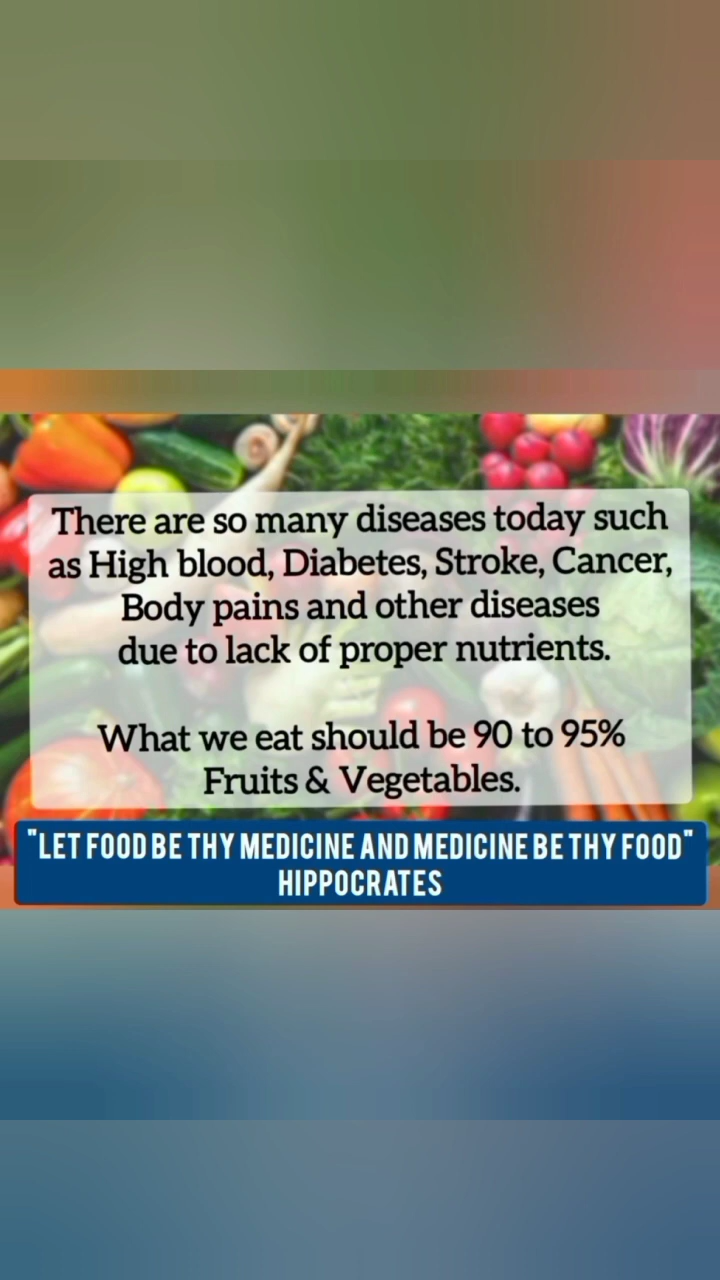 There are so many diseases today such
as High blood, Diabetes, Stroke, Cancer,
Body pains and other diseases
due to lack of proper nutrients.
What we eat should be 90 to 95%
Fruits & Vegetables.
"LET FOOD BE THY MEDICINE AND MEDICINE BE THY FOOD"
HIPPOCRATES